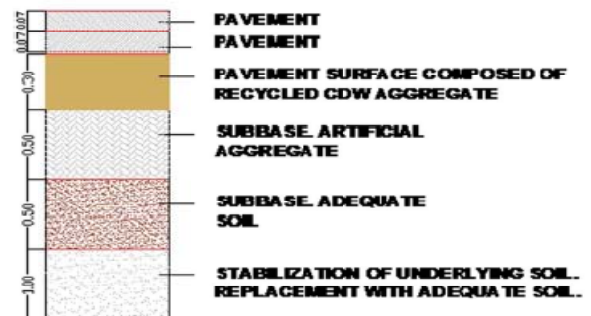 0.07
PAVEMENT
0.07
PAVEMENT
0.30
PAVEMENT SURFACE COMPOSED OF
RECYCLED CDW AGGREGATE
0.50
SUBBASE. ARTIFICIAL
AGGREGATE
0.50
SUBBASE. ADEQUATE
SOIL
1.00
STABILIZATION OF UNDERLYING SOIL.
REPLACEMENT WITH ADEQUATE SOIL.